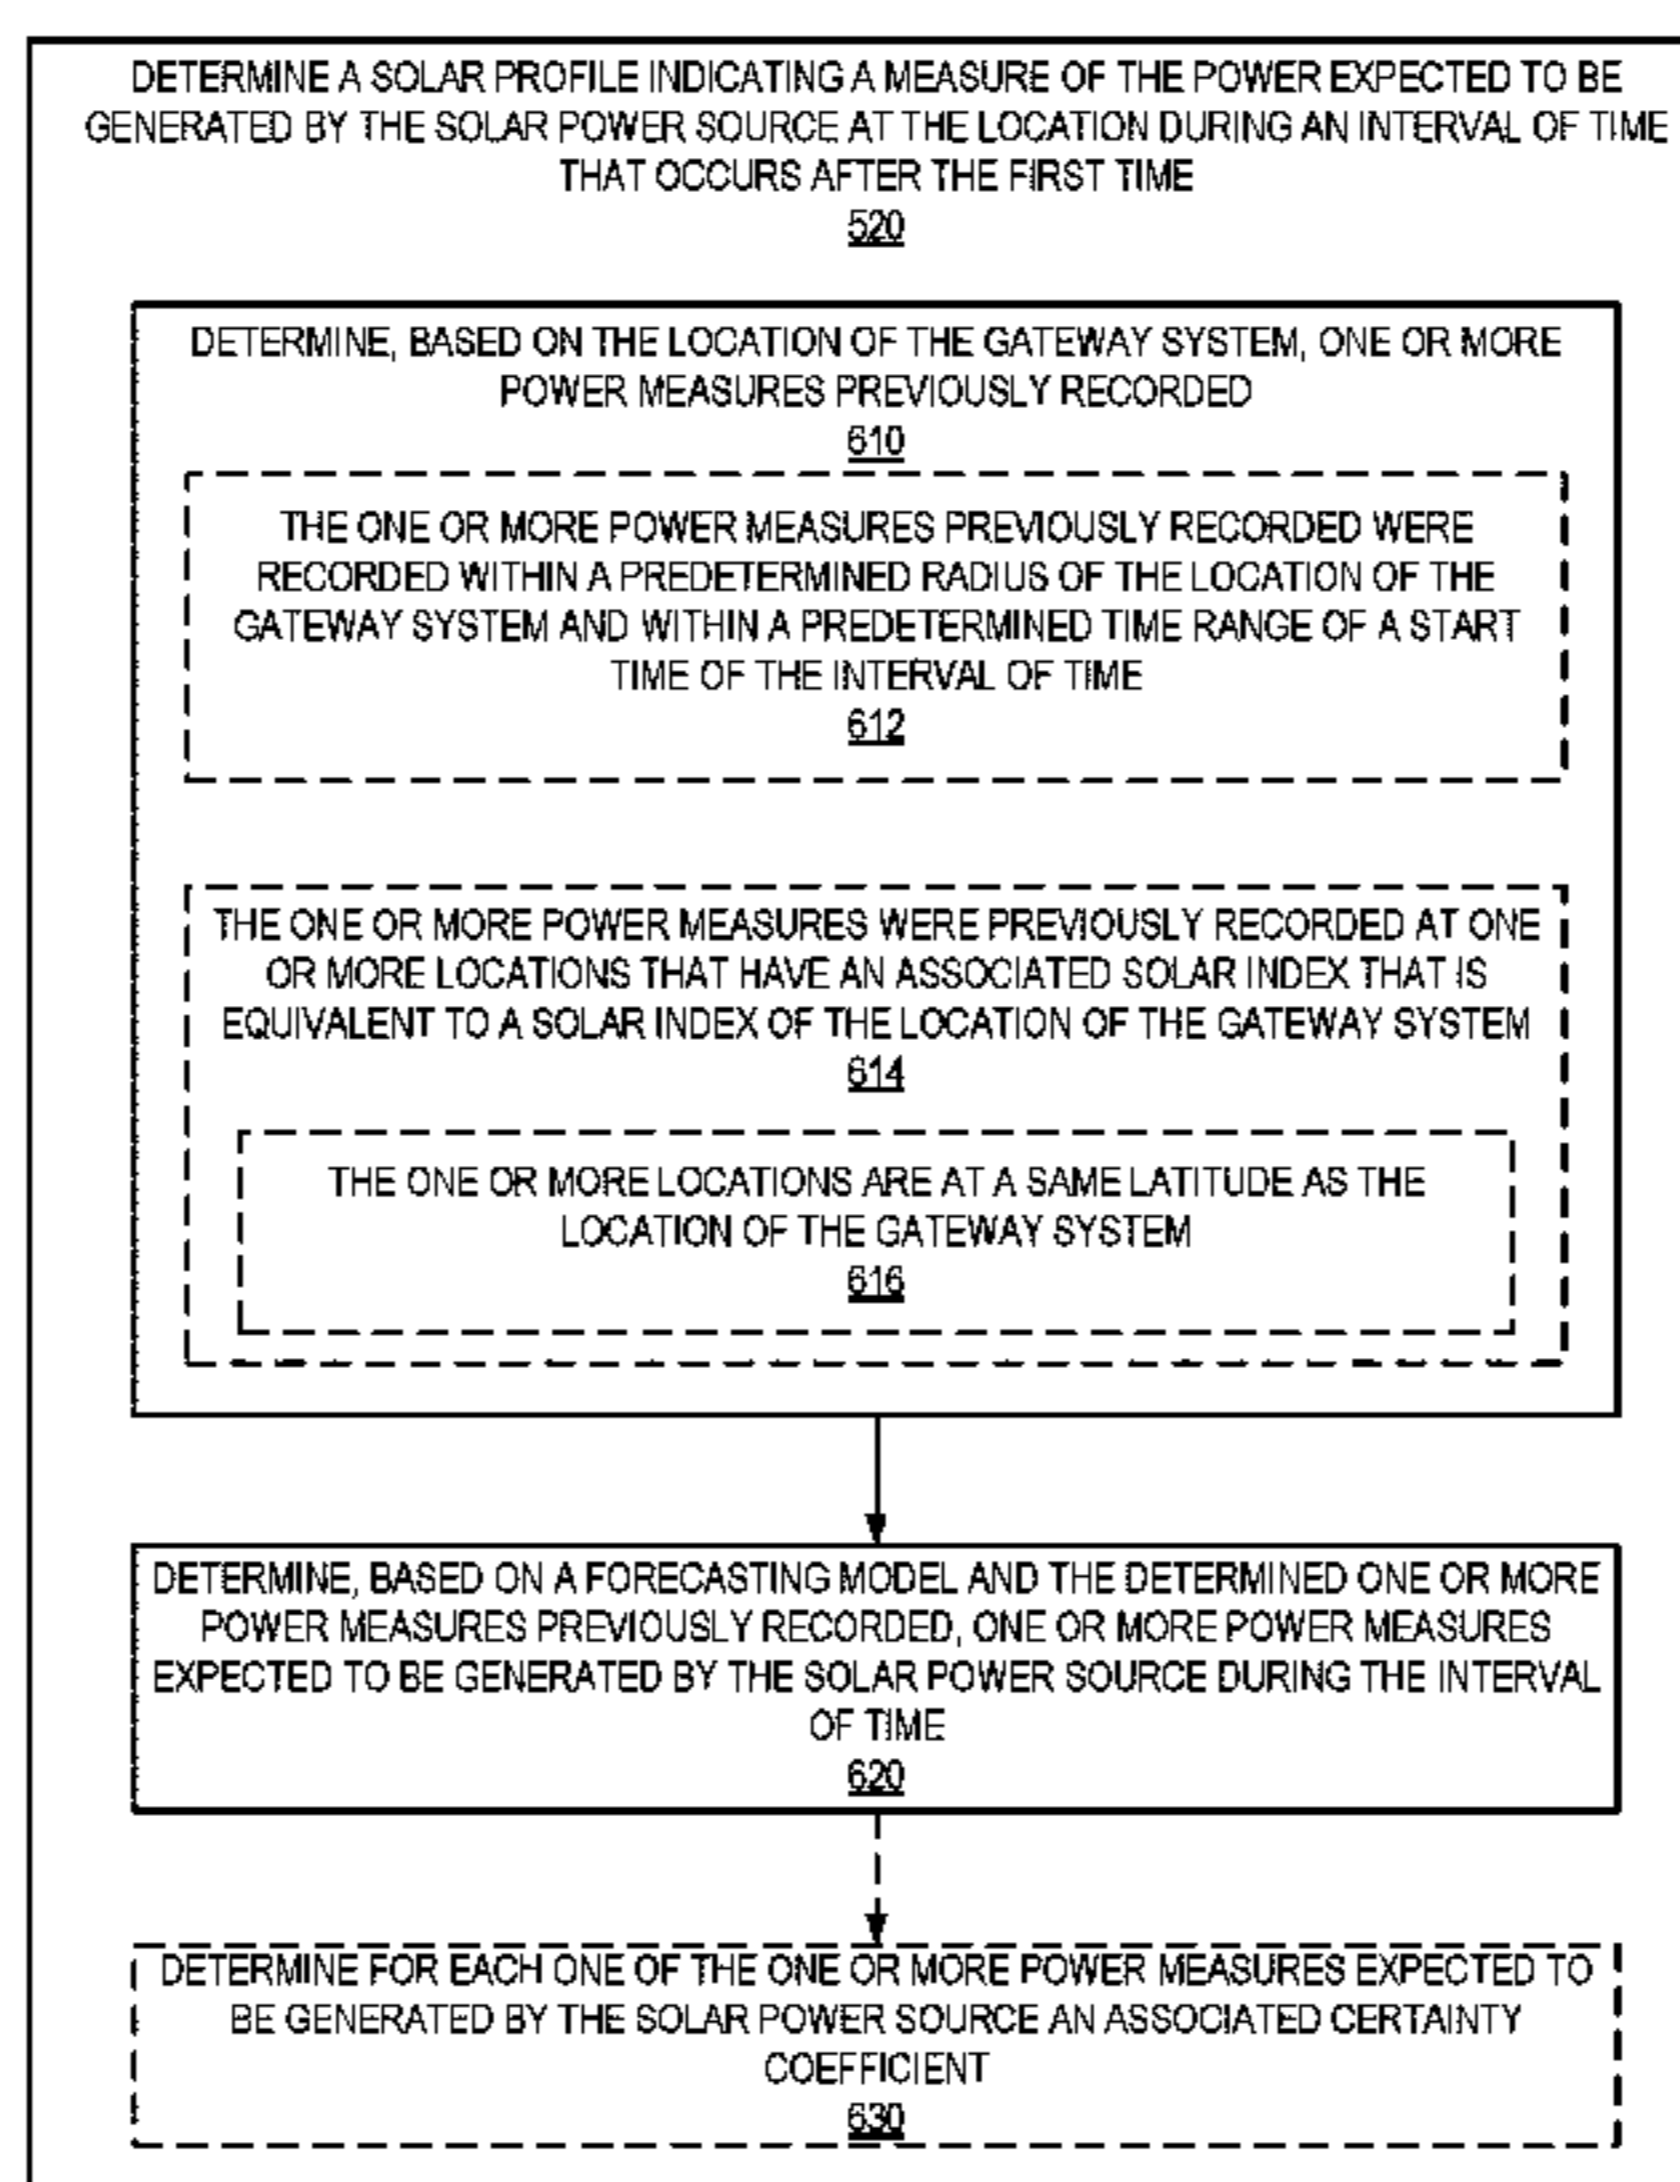 DETERMINE A SOLAR PROFILE INDICATING A MEASURE OF THE POWER EXPECTED TO BE
GENERATED BY THE SOLAR POWER SOURCE AT THE LOCATION DURING AN INTERVAL OF TIME
THAT OCCURS AFTER THE FIRST TIME
520
DETERMINE, BASED ON THE LOCATION OF THE GATEWAY SYSTEM, ONE OR MORE
POWER MEASURES PREVIOUSLY RECORDED
610
THE ONE OR MORE POWER MEASURES PREVIOUSLY RECORDED WERE
RECORDED WITHIN A PREDETERMINED RADIUS OF THE LOCATION OF THE
GATEWAY SYSTEM AND WITHIN A PREDETERMINED TIME RANGE OF A START
TIME OF THE INTERVAL OF TIME
612
THE ONE OR MORE POWER MEASURES WERE PREVIOUSLY RECORDED AT ONE
OR MORE LOCATIONS THAT HAVE AN ASSOCIATED SOLAR INDEX THAT IS
EQUIVALENT TO A SOLAR INDEX OF THE LOCATION OF THE GATEWAY SYSTEM
614
THE ONE OR MORE LOCATIONS ARE AT A SAME LATITUDE AS THE
LOCATION OF THE GATEWAY SYSTEM
616
DETERMINE, BASED ON A FORECASTING MODEL AND THE DETERMINED ONE OR MORE
POWER MEASURES PREVIOUSLY RECORDED, ONE OR MORE POWER MEASURES
EXPECTED TO BE GENERATED BY THE SOLAR POWER SOURCE DURING THE INTERVAL
OF TIME
620
DETERMINE FOR EACH ONE OF THE ONE OR MORE POWER MEASURES EXPECTED TO
BE GENERATED BY THE SOLAR POWER SOURCE AN ASSOCIATED CERTAINTY
COEFFICIENT
630